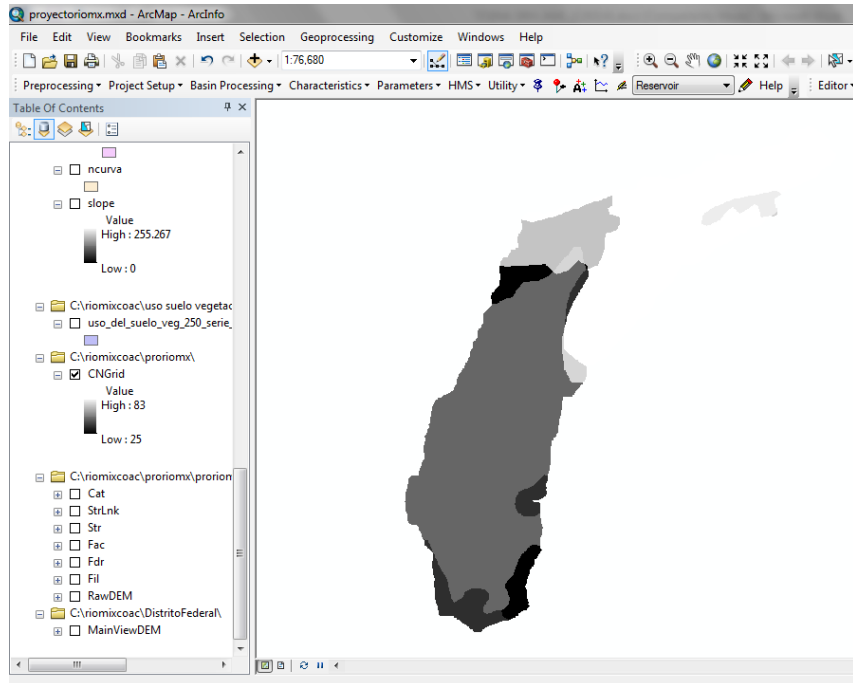 proyectoriomx.mxd - ArcMap - ArcInfo
File Edit View Bookmarks Insert Selection Geoprocessing Customize Windows Help
1:76,680
Preprocessing Project Setup Basin Processing Characteristics Parameters HMS Utility Reservoir Help Editor
Table Of Contents
ncurva
slope
Value
High : 255.267
Low : 0
C:\riomixcoac\uso suelo vegetac
uso_del_suelo_veg_250_serie_
C:\riomixcoac\proriomx\
CNGrid
Value
High : 83
Low : 25
C:\riomixcoac\proriomx\prorion
Cat
StrLnk
Str
Fac
Fdr
Fil
RawDEM
C:\riomixcoac\DistritoFederal\
MainViewDEM